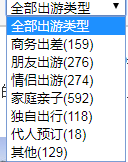 全部出游类型
全部出游类型
商务出差(159)
朋友出游(276)
情侣出游(274)
家庭亲子(592)
独自出行(118)
代人预订(18)
其他(129)